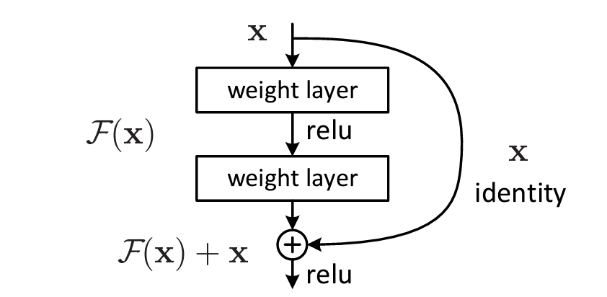 x
weight layer
relu
F(x)
x
weight layer
identity
F(x) + x
relu